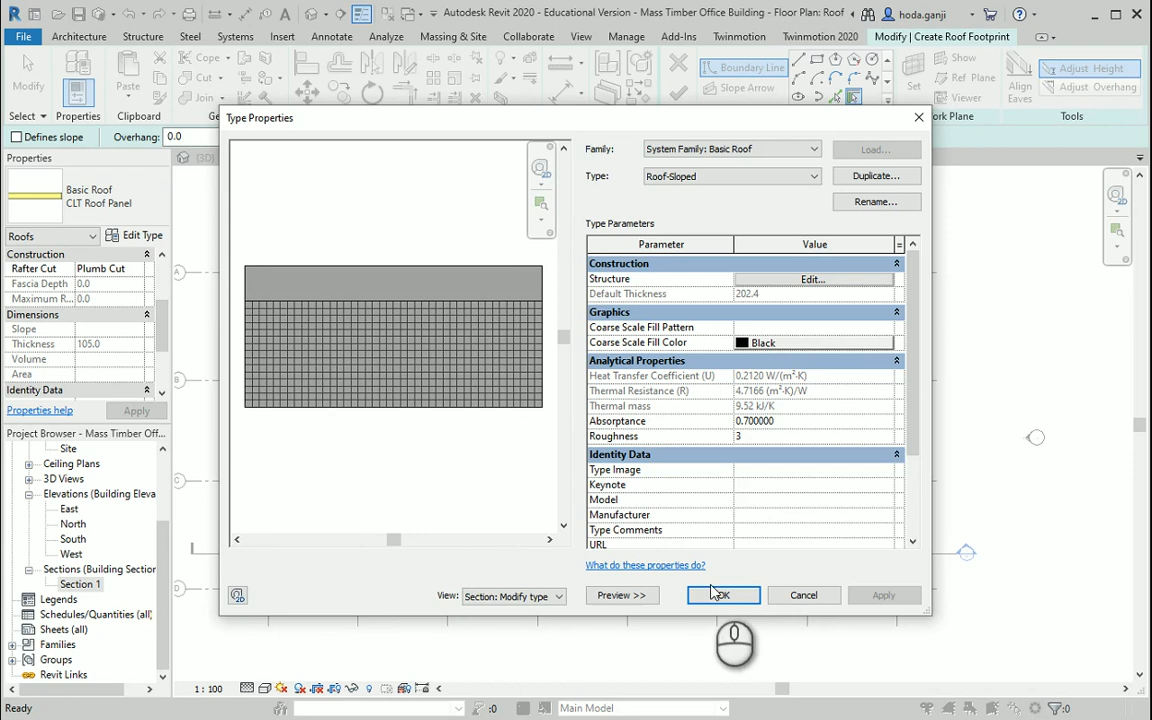 Autodesk Revit 2020 - Educational Version - Mass Timber Office Building - Floor Plan: Roof
hoda.ganji
File Architecture Structure Steel Systems Insert Annotate Analyze Massing & Site Collaborate View Manage Add-Ins Twinmotion Twinmotion 2020 Modify | Create Roof Footprint
Modify
Paste
Cope
Cut
Join
Boundary Line
Slope Arrow
Set
Show
Ref Plane
Viewer
Align
Eaves
Adjust Height
Adjust Overhang
Select Properties Clipboard
rk Plane Tools
Defines slope Overhang: 0.0
Properties
Basic Roof
CLT Roof Panel
Roofs Edit Type
Construction
Rafter Cut Plumb Cut
Fascia Depth 0.0
Maximum R... 0.0
Dimensions
Slope
Thickness 105.0
Volume
Area
Identity Data
Properties help Apply
Project Browser - Mass Timber Off...
Site
Ceiling Plans
3D Views
Elevations (Building Eleva
East
North
South
West
Sections (Building Section
Section 1
Legends
Schedules/Quantities (all)
Sheets (all)
Families
Groups
Revit Links
A
B
C
D
Type Properties
Family: System Family: Basic Roof Load...
Type: Roof-Sloped Duplicate...
Rename...
Type Parameters
Parameter Value =
Construction
Structure Edit...
Default Thickness 202.4
Graphics
Coarse Scale Fill Pattern
Coarse Scale Fill Color Black
Analytical Properties
Heat Transfer Coefficient (U) 0.2120 W/(m²·K)
Thermal Resistance (R) 4.7166 (m²·K)/W
Thermal mass 9.52 kJ/K
Absorptance 0.700000
Roughness 3
Identity Data
Type Image
Keynote
Model
Manufacturer
Type Comments
URL
What do these properties do?
View: Section: Modify type Preview >> OK Cancel Apply
1 : 100
Ready :0 Main Model :0